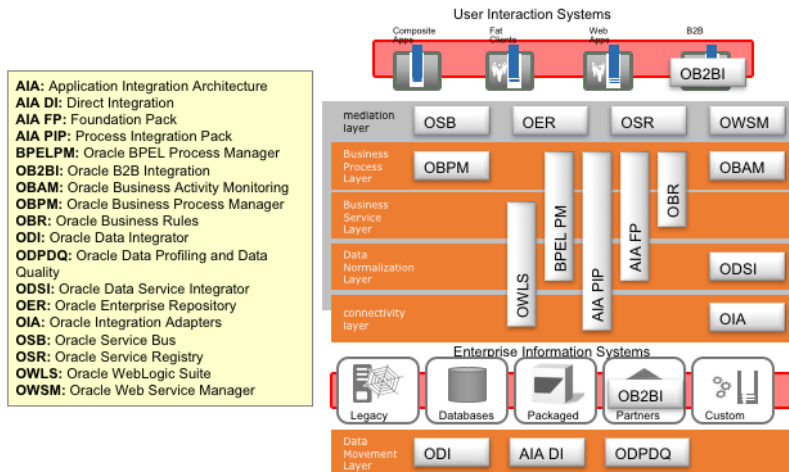 User Interaction Systems
Composite
Apps
Fat
Clients
Web
Apps
B2B
OB2BI
AIA: Application Integration Architecture
AIA DI: Direct Integration
AIA FP: Foundation Pack
AIA PIP: Process Integration Pack
BPELPM: Oracle BPEL Process Manager
OB2BI: Oracle B2B Integration
OBAM: Oracle Business Activity Monitoring
OBPM: Oracle Business Process Manager
OBR: Oracle Business Rules
ODI: Oracle Data Integrator
ODPDQ: Oracle Data Profiling and Data
Quality
ODSI: Oracle Data Service Integrator
OER: Oracle Enterprise Repository
OIA: Oracle Integration Adapters
OSB: Oracle Service Bus
OSR: Oracle Service Registry
OWLS: Oracle WebLogic Suite
OWSM: Oracle Web Service Manager
mediation
layer
OSB
OER
OSR
OWSM
Business
Process
Layer
OBPM
OBAM
Business
Service
Layer
OWLS
BPEL PM
AIA PIP
AIA FP
OBR
Data
Normalization
Layer
ODSI
connectivity
layer
OIA
Enterprise Information Systems
Legacy
Databases
Packaged
OB2BI
Partners
Custom
Data
Movement
Layer
ODI
AIA DI
ODPDQ